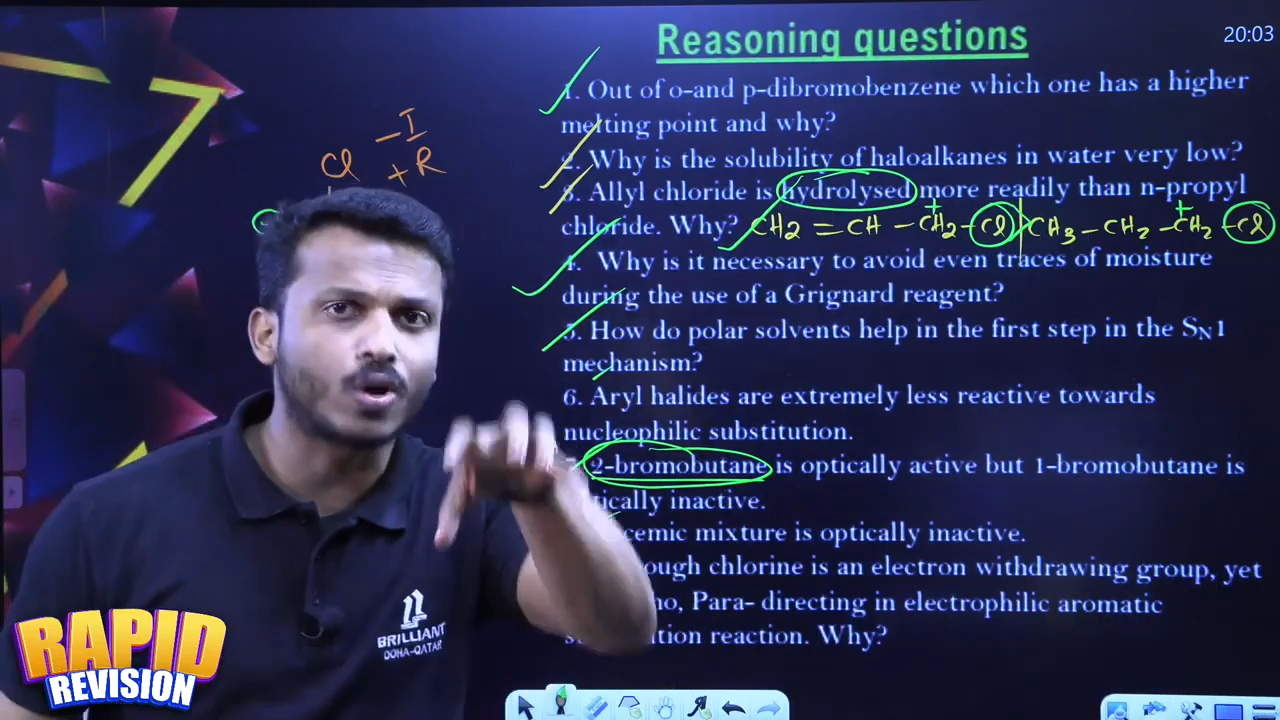 Reasoning questions
20:03
1. Out of o-and p-dibromobenzene which one has a higher
melting point and why?
2. Why is the solubility of haloalkanes in water very low?
3. Allyl chloride is hydrolysed more readily than n-propyl
chloride. Why?
CH2 = CH - CH2 - Cl CH3 - CH2 - CH2 - Cl
+ +
4. Why is it necessary to avoid even traces of moisture
during the use of a Grignard reagent?
5. How do polar solvents help in the first step in the SN1
mechanism?
6. Aryl halides are extremely less reactive towards
nucleophilic substitution.
2-bromobutane is optically active but 1-bromobutane is
tically inactive.
cemic mixture is optically inactive.
ough chlorine is an electron withdrawing group, yet
Para- directing in electrophilic aromatic
tion reaction. Why?
Cl
-I
+R
BRILLIANT
DOHA-QATAR
RAPID
REVISION